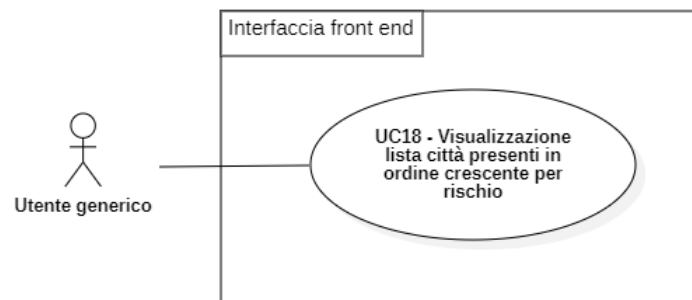 Interfaccia front end
UC18 - Visualizzazione
lista città presenti in
ordine crescente per
rischio
Utente generico